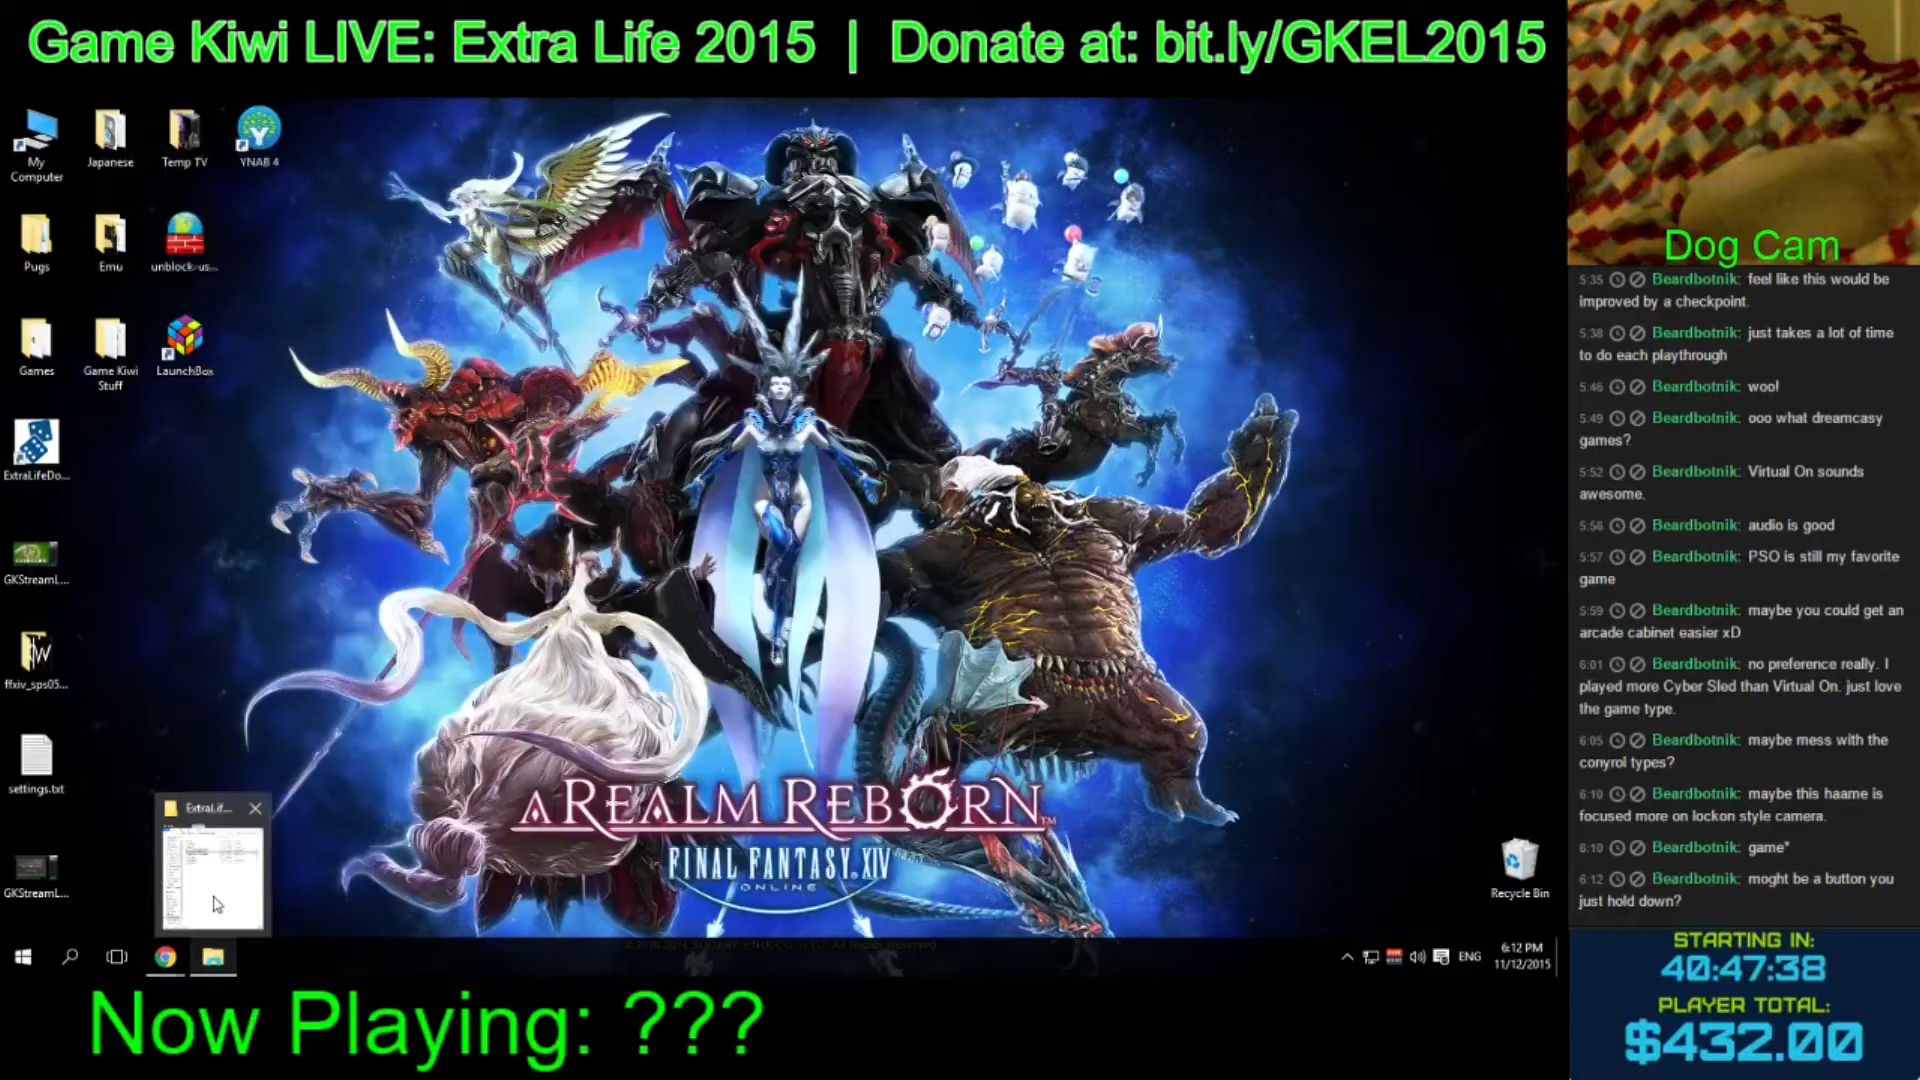 Game Kiwi LIVE: Extra Life 2015 | Donate at: bit.ly/GKEL2015
My Computer
Japanese
Temp TV
YNAB 4
Pugs
Emu
unblock-us...
Games
Game Kiwi Stuff
LaunchBox
ExtraLifeDo...
GKStreamL...
ffxiv_sps05...
settings.txt
GKStreamL...
ExtraLif...
A REALM REBORN
FINAL FANTASY XIV
ONLINE
Recycle Bin
ENG
6:12 PM
11/12/2015
Now Playing: ???
Dog Cam
5:35 Beardbotnik: feel like this would be
improved by a checkpoint.
5:38 Beardbotnik: just takes a lot of time
to do each playthrough
5:46 Beardbotnik: woo!
5:49 Beardbotnik: ooo what dreamcasy
games?
5:52 Beardbotnik: Virtual On sounds
awesome.
5:56 Beardbotnik: audio is good
5:57 Beardbotnik: PSO is still my favorite
game
5:59 Beardbotnik: maybe you could get an
arcade cabinet easier xD
6:01 Beardbotnik: no preference really. I
played more Cyber Sled than Virtual On. just love
the game type.
6:05 Beardbotnik: maybe mess with the
conyrol types?
6:10 Beardbotnik: maybe this haame is
focused more on lockon style camera.
6:10 Beardbotnik: game*
6:12 Beardbotnik: moght be a button you
just hold down?
STARTING IN:
40:47:38
PLAYER TOTAL:
$432.00